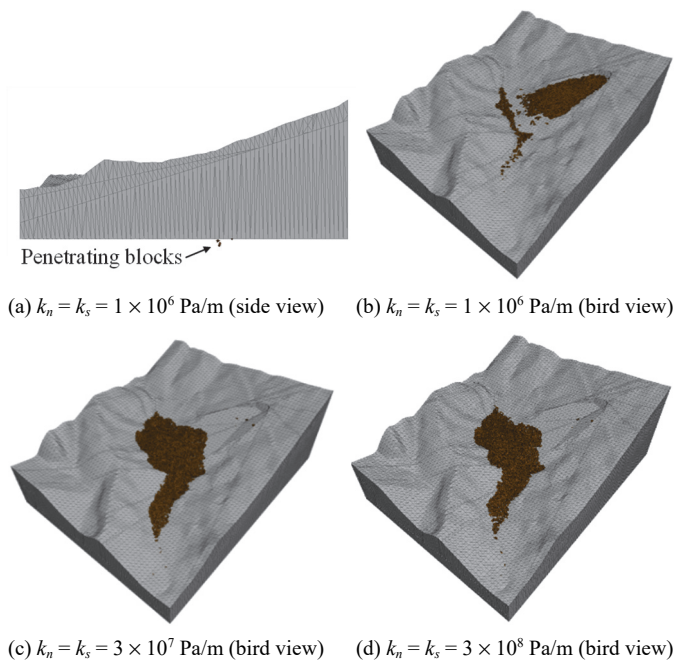 Penetrating blocks
(a) kₙ = kₛ = 1 × 10⁶ Pa/m (side view)
(b) kₙ = kₛ = 1 × 10⁶ Pa/m (bird view)
(c) kₙ = kₛ = 3 × 10⁷ Pa/m (bird view)
(d) kₙ = kₛ = 3 × 10⁸ Pa/m (bird view)